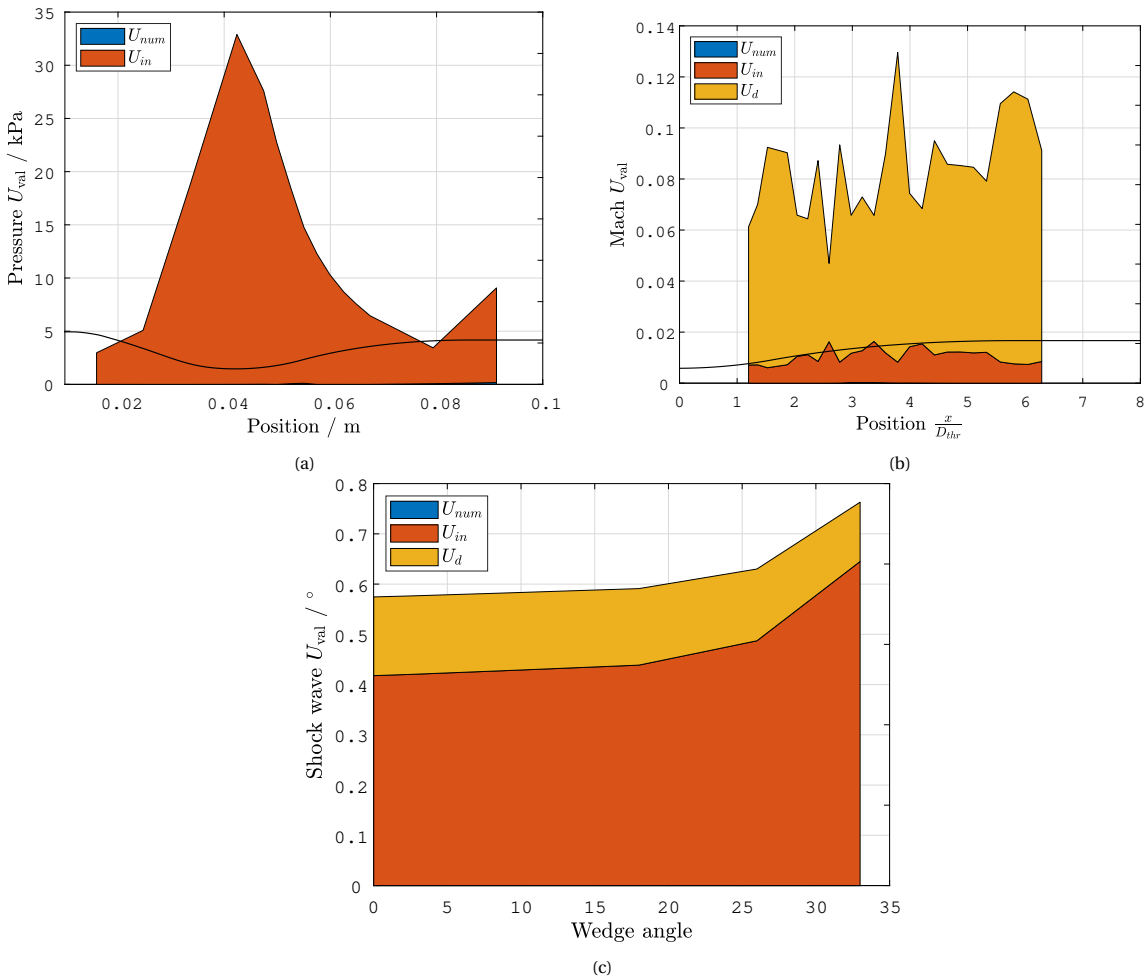 35
30
25
20
15
10
5
0
Pressure U_val / kPa
U_num
U_in
0.02
0.04
0.06
0.08
0.1
Position / m
(a)
0.14
0.12
0.1
0.08
0.06
0.04
0.02
0
Mach U_val
U_num
U_in
U_d
0
1
2
3
4
5
6
7
8
Position x/D_thr
(b)
0.8
0.7
0.6
0.5
0.4
0.3
0.2
0.1
0
Shock wave U_val / °
U_num
U_in
U_d
0
5
10
15
20
25
30
35
Wedge angle
(c)